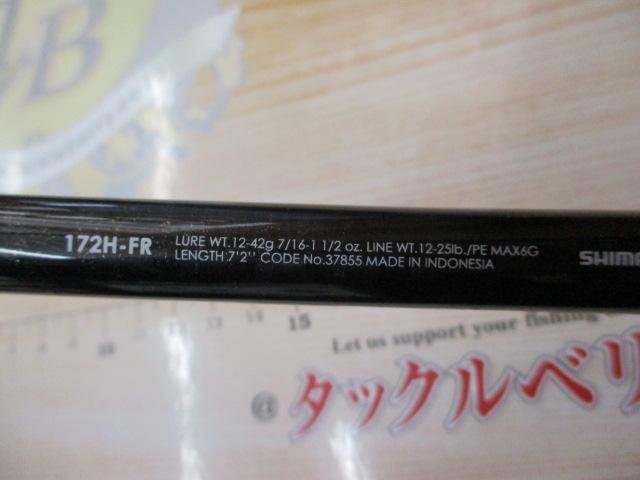 B
172H-FR LURE WT.12-42g 7/16-1 1/2 oz. LINE WT.12-25lb./PE MAX6G
LENGTH 7'2'' CODE No.37855 MADE IN INDONESIA
SHIMA
10 15
Let us support your fishing
@タックルベリ